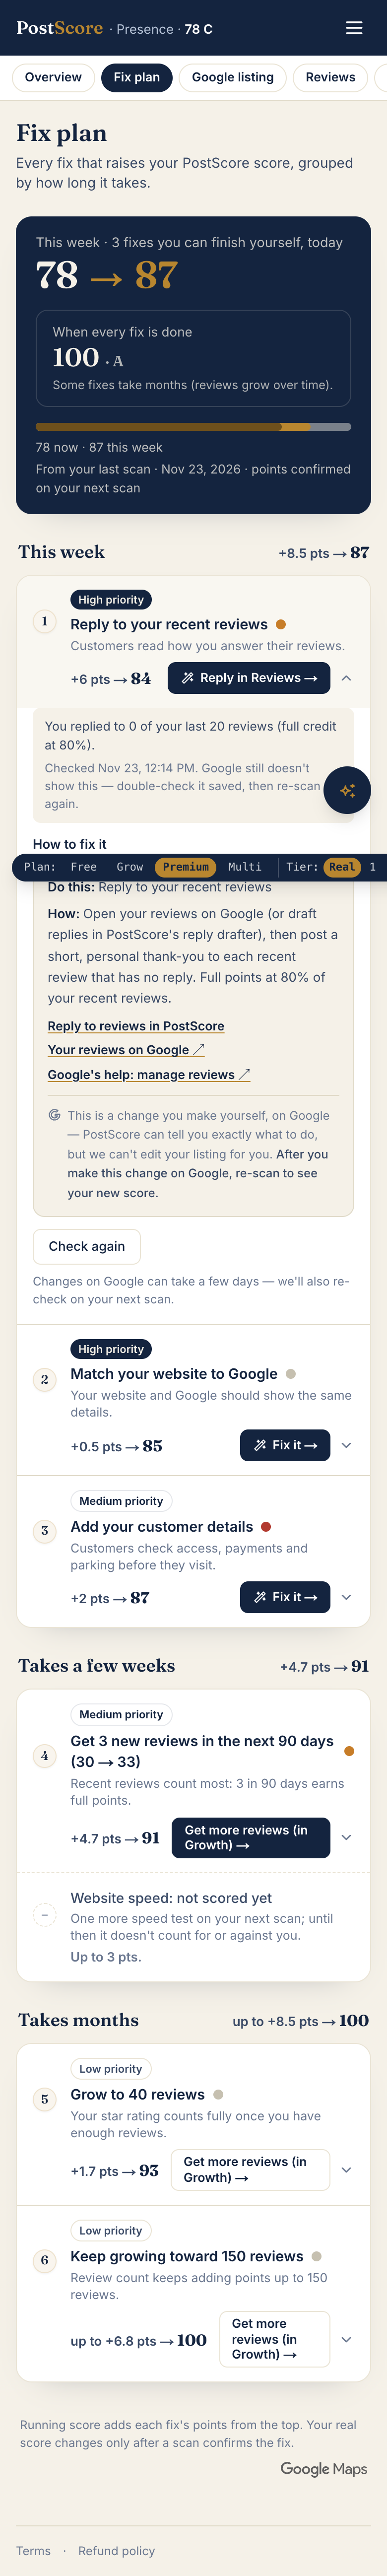 PostScore · Presence · 78 C
Overview
Fix plan
Google listing
Reviews
Fix plan
Every fix that raises your PostScore score, grouped
by how long it takes.
This week · 3 fixes you can finish yourself, today
78 → 87
When every fix is done
100 · A
Some fixes take months (reviews grow over time).
78 now · 87 this week
From your last scan · Nov 23, 2026 · points confirmed
on your next scan
This week
+8.5 pts → 87
High priority
1
Reply to your recent reviews
Customers read how you answer their reviews.
+6 pts → 84
Reply in Reviews →
You replied to 0 of your last 20 reviews (full credit
at 80%).
Checked Nov 23, 12:14 PM. Google still doesn't
show this — double-check it saved, then re-scan
again.
How to fix it
Plan: Free Grow Premium Multi Tier: Real 1
Do this: Reply to your recent reviews
How: Open your reviews on Google (or draft
replies in PostScore's reply drafter), then post a
short, personal thank-you to each recent
review that has no reply. Full points at 80% of
your recent reviews.
Reply to reviews in PostScore
Your reviews on Google ↗
Google's help: manage reviews ↗
This is a change you make yourself, on Google
— PostScore can tell you exactly what to do,
but we can't edit your listing for you. After you
make this change on Google, re-scan to see
your new score.
Check again
Changes on Google can take a few days — we'll also re-
check on your next scan.
High priority
2
Match your website to Google
Your website and Google should show the same
details.
+0.5 pts → 85
Fix it →
Medium priority
3
Add your customer details
Customers check access, payments and
parking before they visit.
+2 pts → 87
Fix it →
Takes a few weeks
+4.7 pts → 91
Medium priority
4
Get 3 new reviews in the next 90 days
(30 → 33)
Recent reviews count most: 3 in 90 days earns
full points.
+4.7 pts → 91
Get more reviews (in
Growth) →
–
Website speed: not scored yet
One more speed test on your next scan; until
then it doesn't count for or against you.
Up to 3 pts.
Takes months
up to +8.5 pts → 100
Low priority
5
Grow to 40 reviews
Your star rating counts fully once you have
enough reviews.
+1.7 pts → 93
Get more reviews (in
Growth) →
Low priority
6
Keep growing toward 150 reviews
Review count keeps adding points up to 150
reviews.
up to +6.8 pts → 100
Get more
reviews (in
Growth) →
Running score adds each fix's points from the top. Your real
score changes only after a scan confirms the fix.
Google Maps
Terms · Refund policy